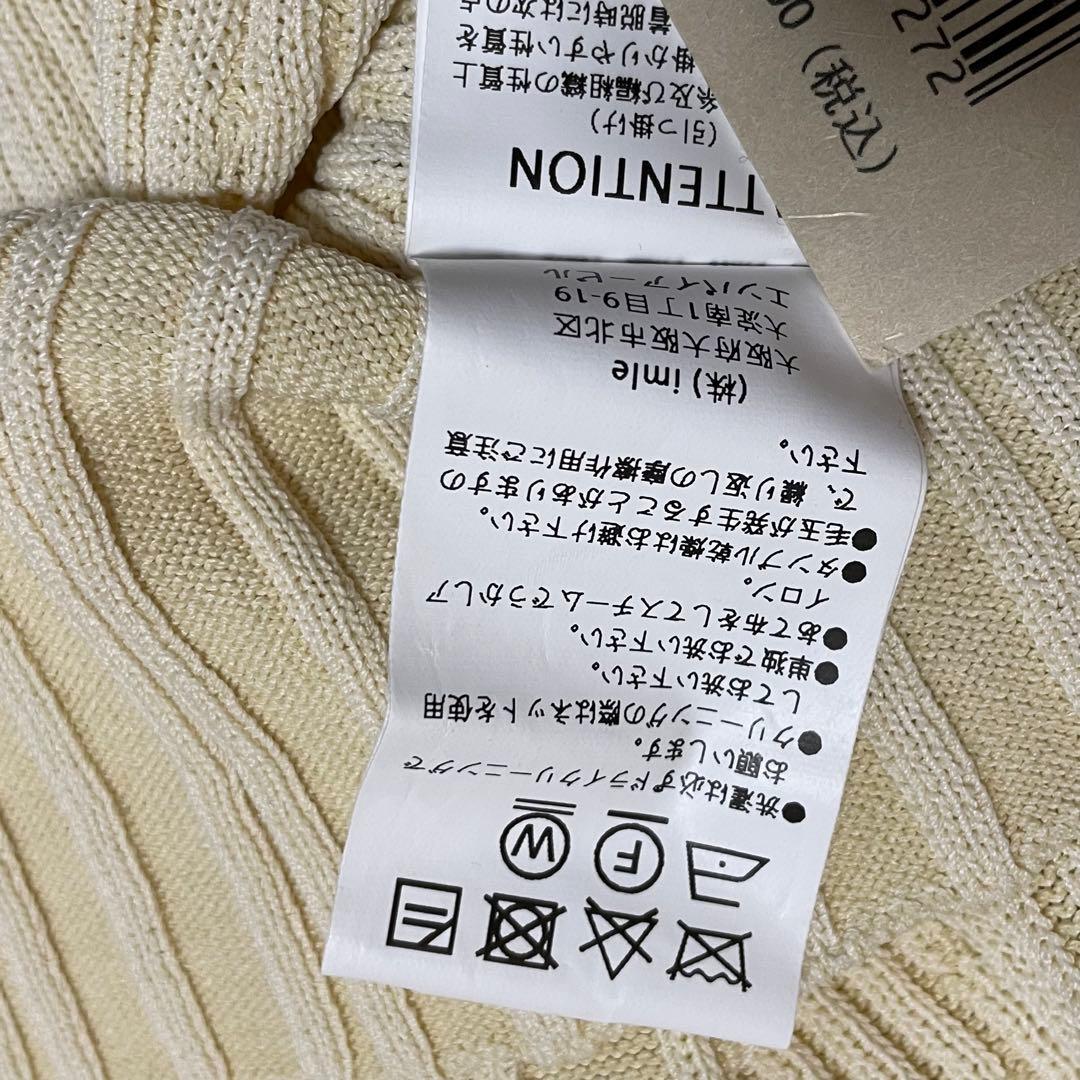 F W
●洗濯は必ずドライクリーニングで
お願いします。
●クリーニングの際はネットを使用
してお洗い下さい。
●単独でお洗い下さい。
●あて布をしてスチームでうかしア
イロン。
●タンブル乾燥はお避け下さい。
●毛玉が発生することがありますの
で、繰り返しの摩擦作用にご注意
下さい。
(株) imle
大阪府大阪市北区
大淀南1丁目9-19
エンパイアービル
TTENTION
(引っ掛け)
糸及び編組織の性質上
掛かりやすい性質を
着脱時には次の点
272
00 (税込)